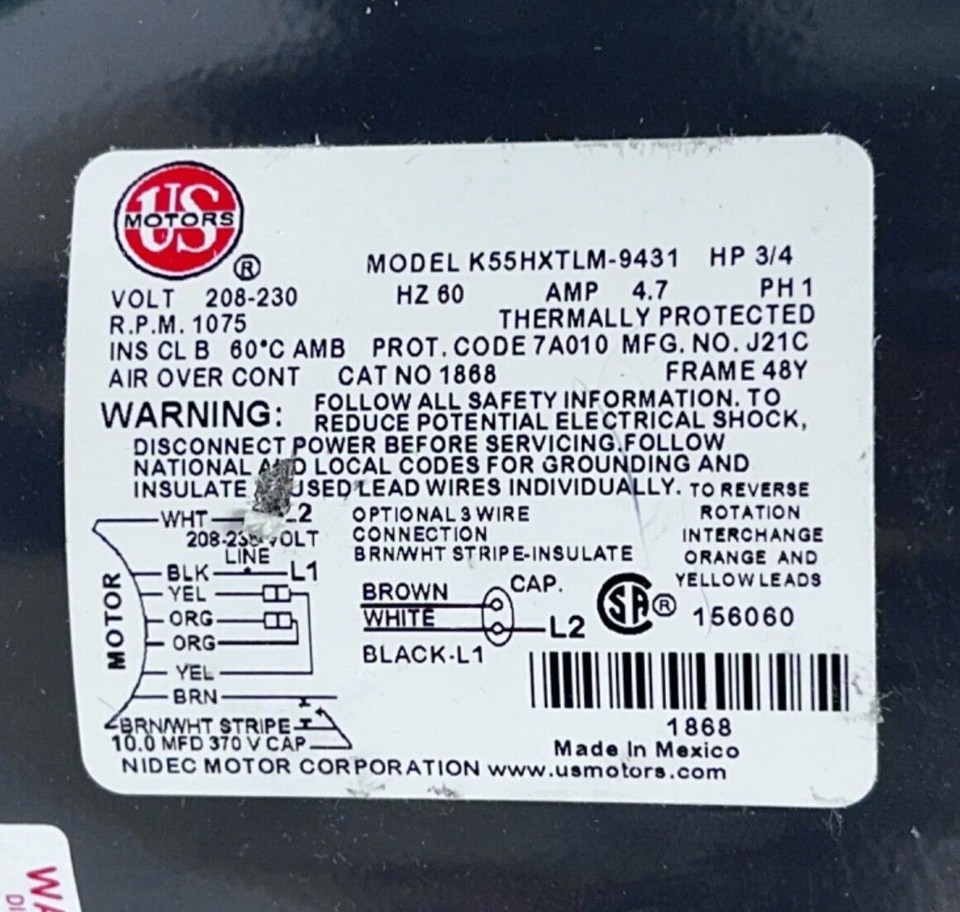 US
MOTORS
®
MODEL K55HXTLM-9431 HP 3/4
VOLT 208-230 HZ 60 AMP 4.7 PH 1
R.P.M. 1075 THERMALLY PROTECTED
INS CL B 60°C AMB PROT. CODE 7A010 MFG. NO. J21C
AIR OVER CONT CAT NO 1868 FRAME 48Y
WARNING: FOLLOW ALL SAFETY INFORMATION. TO
REDUCE POTENTIAL ELECTRICAL SHOCK,
DISCONNECT POWER BEFORE SERVICING.FOLLOW
NATIONAL AND LOCAL CODES FOR GROUNDING AND
INSULATE USED LEAD WIRES INDIVIDUALLY. TO REVERSE
ROTATION
INTERCHANGE
ORANGE AND
YELLOW LEADS
WHT L2
208-230 VOLT
LINE
BLK L1
YEL
ORG
ORG
YEL
BRN
BRN/WHT STRIPE
10.0 MFD 370 V CAP
MOTOR
OPTIONAL 3 WIRE
CONNECTION
BRN/WHT STRIPE-INSULATE
BROWN CAP.
WHITE L2
BLACK-L1
SA ® 156060
1868
Made In Mexico
NIDEC MOTOR CORPORATION www.usmotors.com
WA